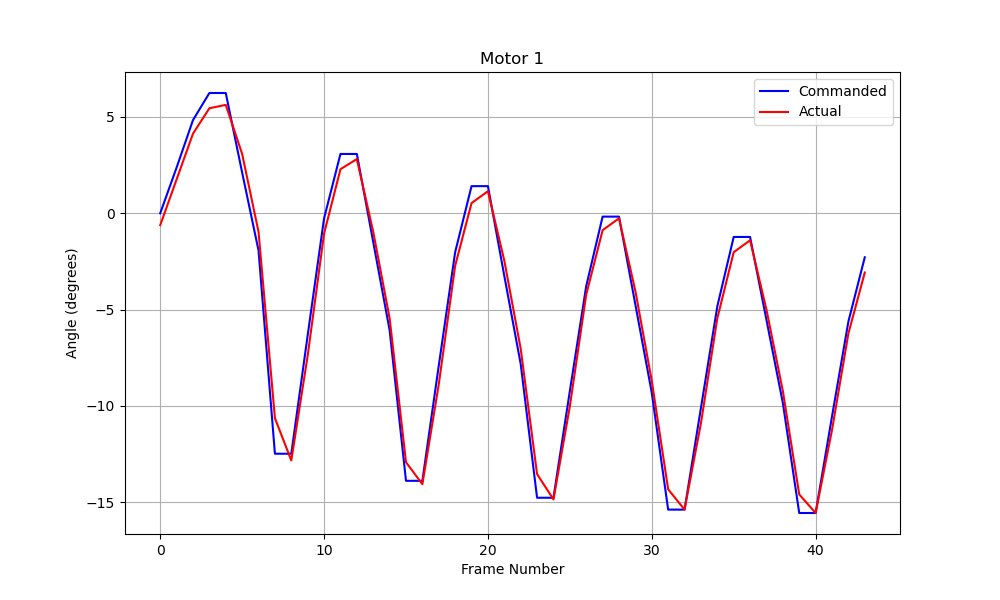 Motor 1
Commanded
Actual
5
0
−5
−10
−15
Angle (degrees)
0 10 20 30 40
Frame Number